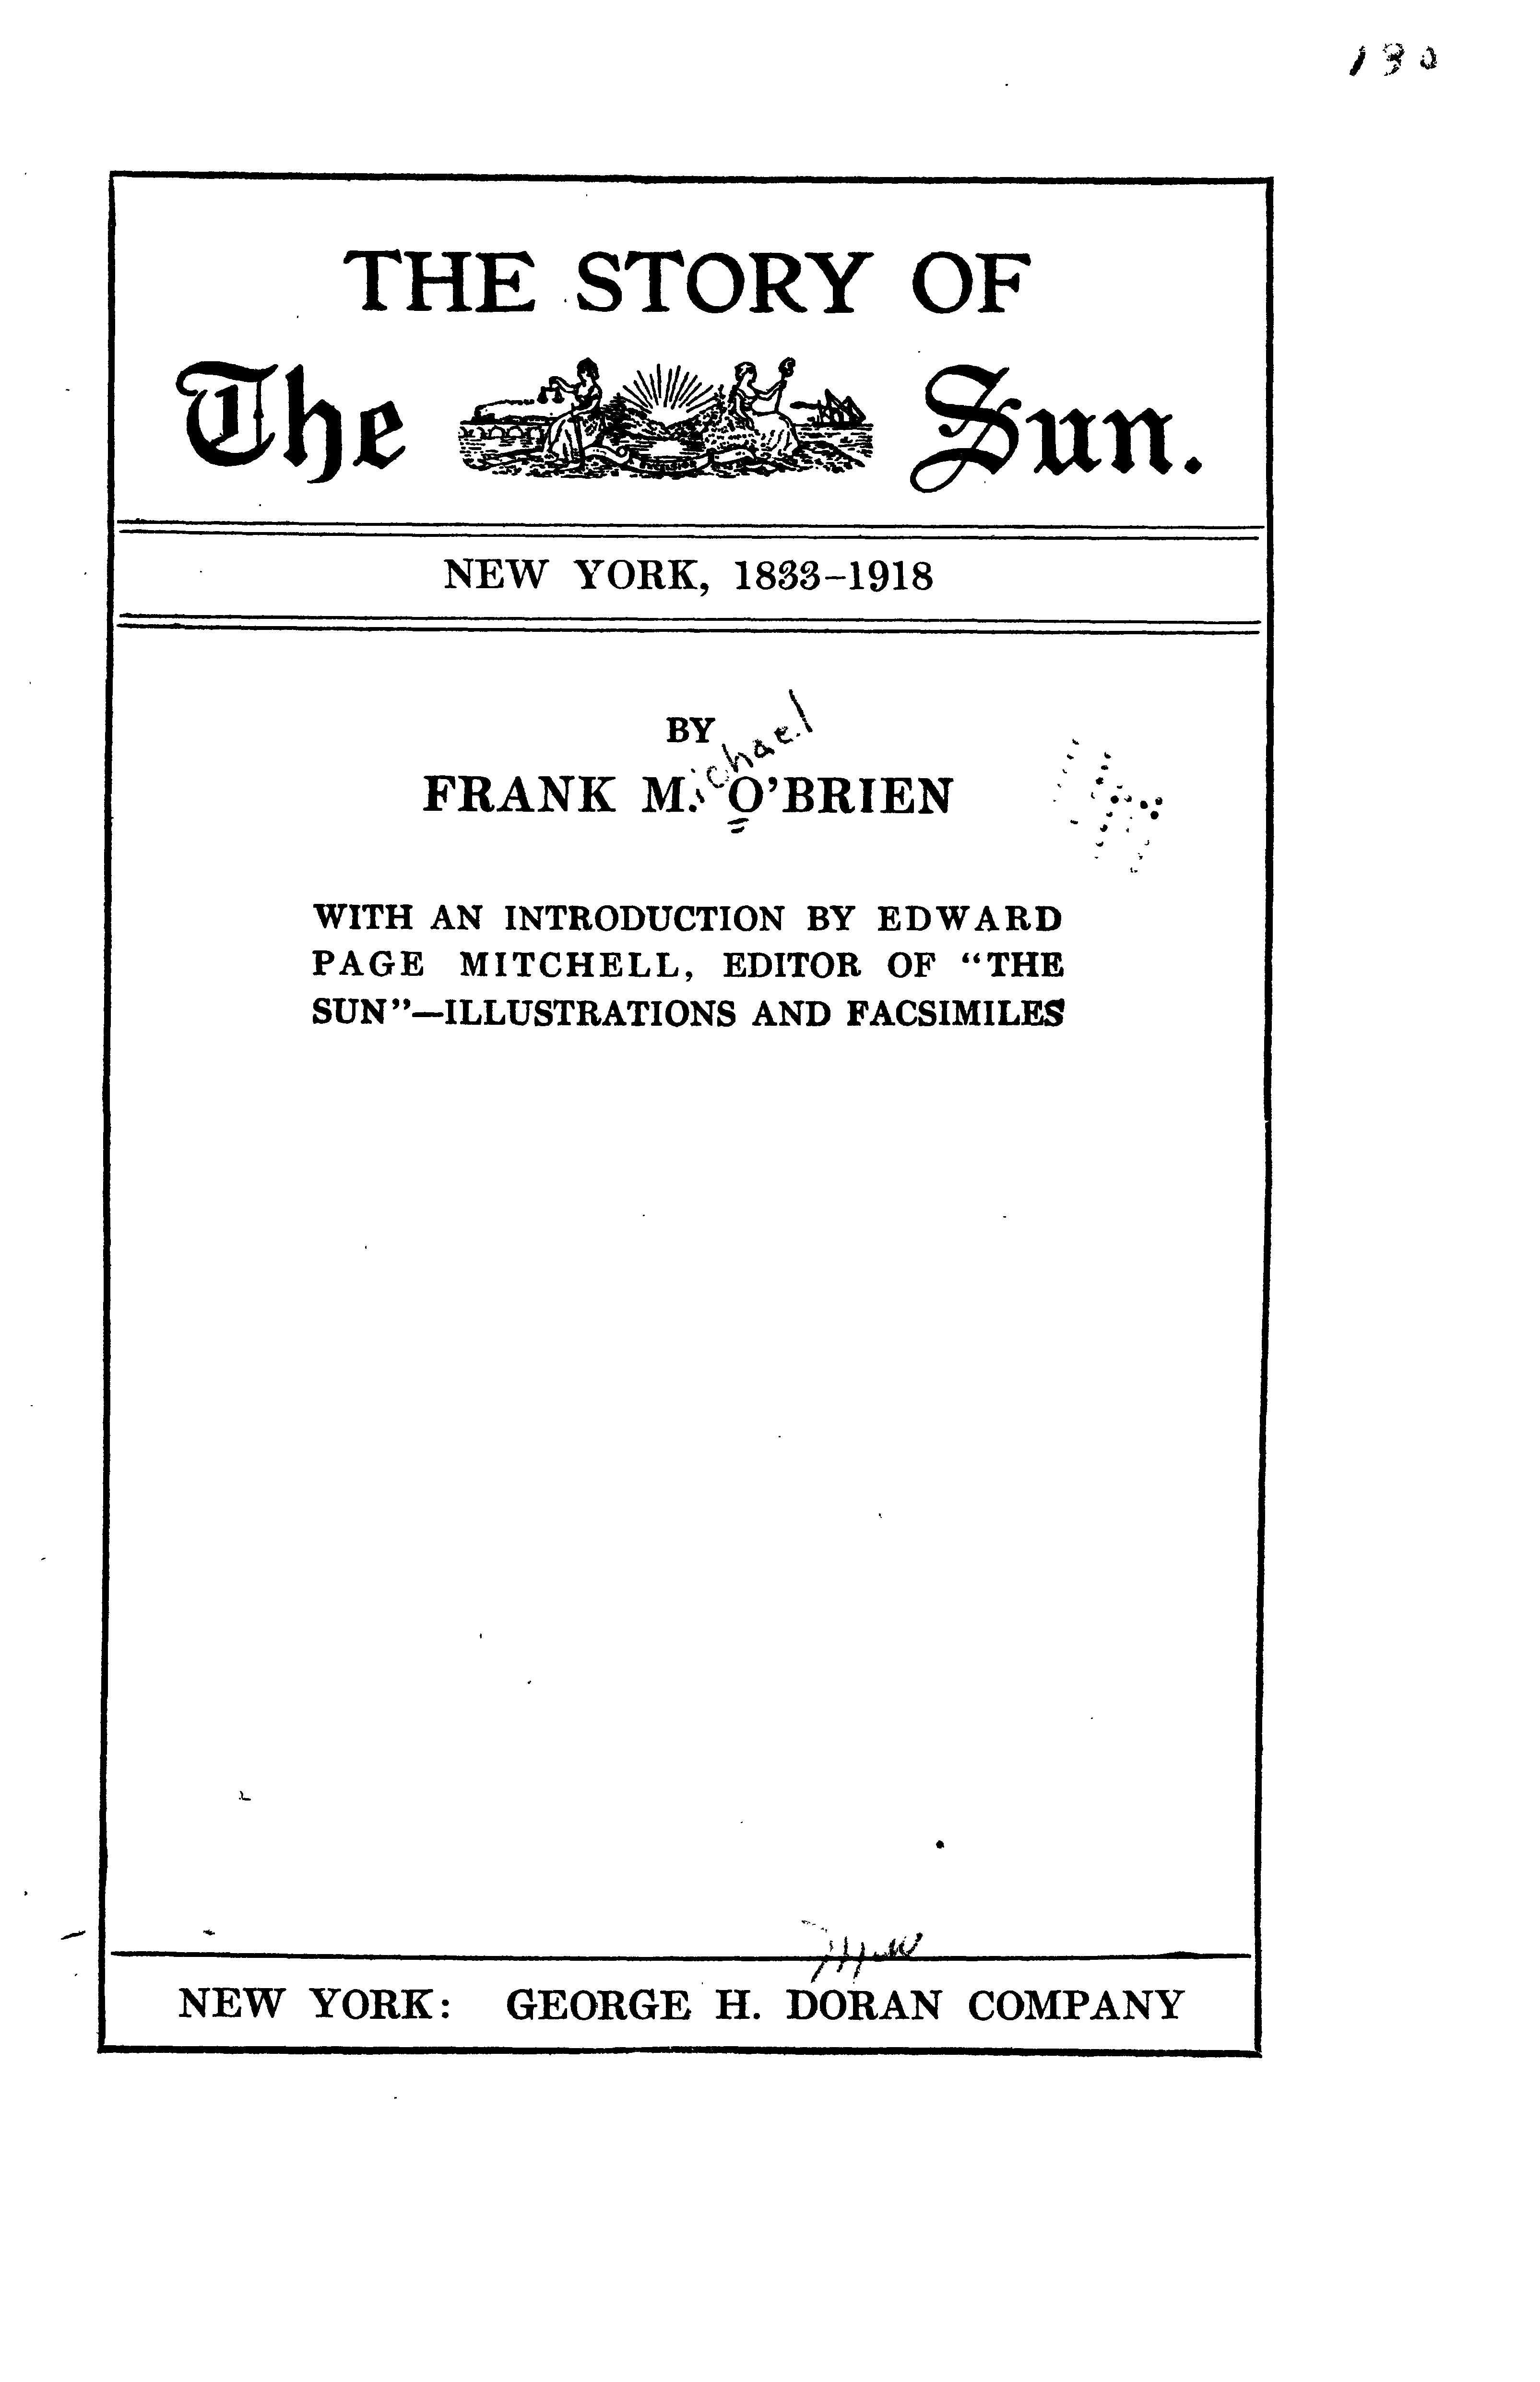 130
THE STORY OF
The Sun.
NEW YORK, 1833–1918
BY
ichael
FRANK M. O'BRIEN
WITH AN INTRODUCTION BY EDWARD
PAGE MITCHELL, EDITOR OF “THE
SUN”—ILLUSTRATIONS AND FACSIMILES
NEW YORK: GEORGE H. DORAN COMPANY